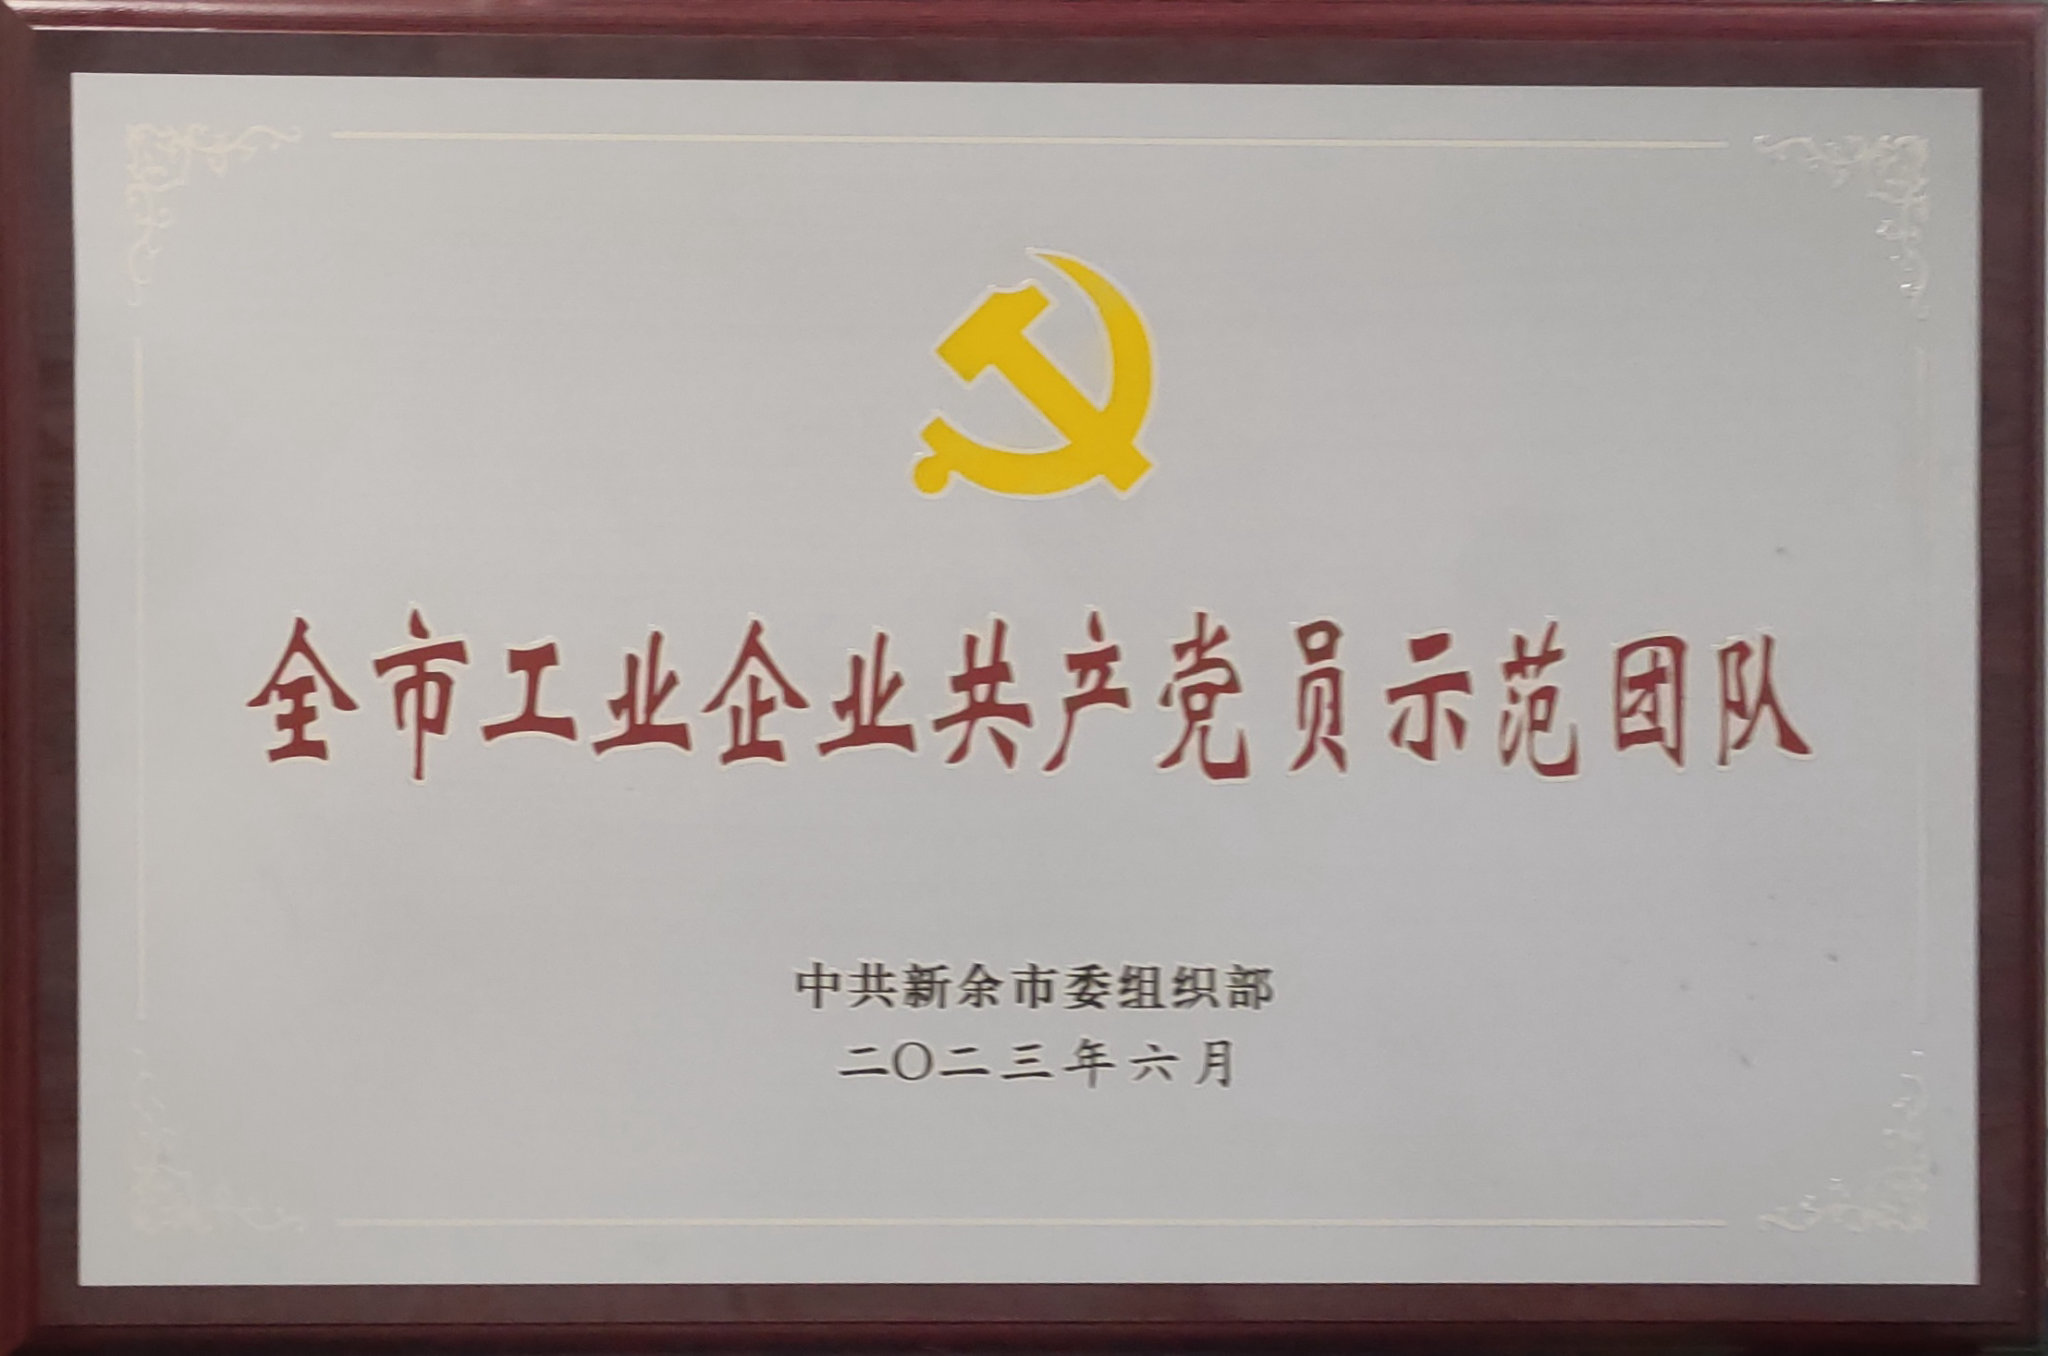 全市工业企业共产党员示范团队
中共新余市委组织部
二〇二三年六月